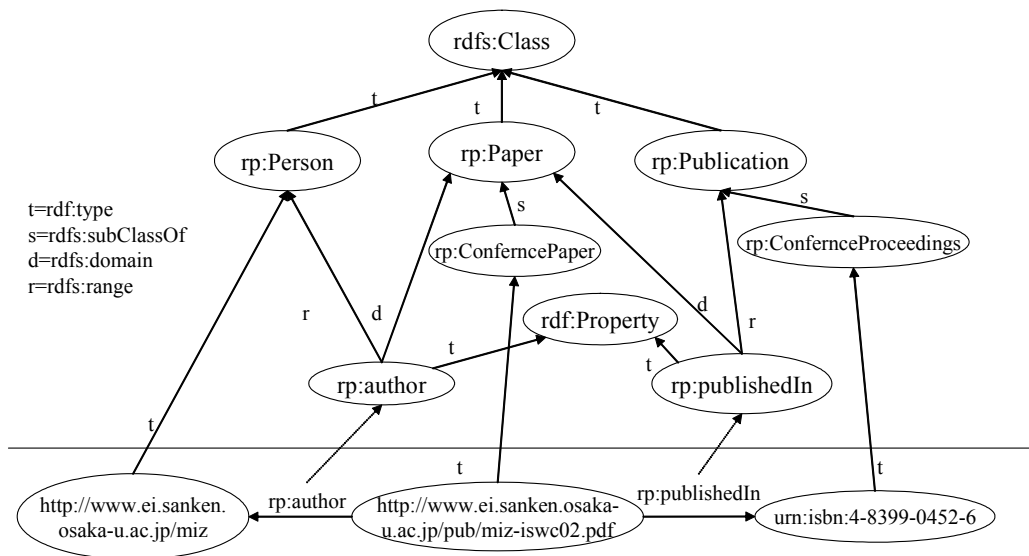 rdfs:Class
t
t
t
rp:Person
rp:Paper
rp:Publication
t=rdf:type
s=rdfs:subClassOf
d=rdfs:domain
r=rdfs:range
s
s
rp:ConferncePaper
rp:ConfernceProceedings
r
d
d
r
rdf:Property
t
t
rp:author
rp:publishedIn
t
t
t
http://www.ei.sanken.
osaka-u.ac.jp/miz
rp:author
http://www.ei.sanken.osaka-
u.ac.jp/pub/miz-iswc02.pdf
rp:publishedIn
urn:isbn:4-8399-0452-6